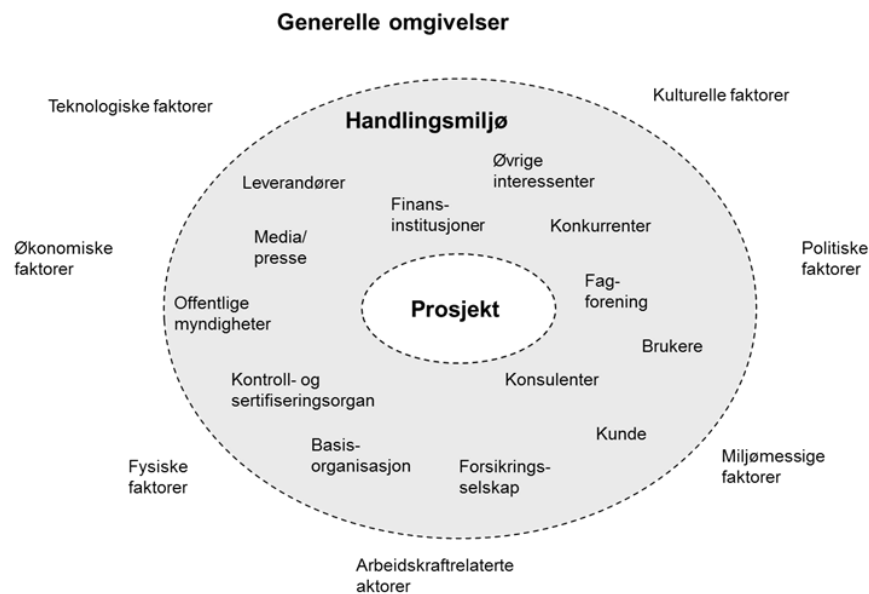 Generelle omgivelser
Teknologiske faktorer
Kulturelle faktorer
Handlingsmiljø
Øvrige
interessenter
Leverandører
Finans-
institusjoner
Konkurrenter
Media/
presse
Økonomiske
faktorer
Politiske
faktorer
Fag-
forening
Offentlige
myndigheter
Prosjekt
Brukere
Kontroll- og
sertifiseringsorgan
Konsulenter
Kunde
Basis-
organisasjon
Forsikrings-
selskap
Fysiske
faktorer
Miljømessige
faktorer
Arbeidskraftrelaterte
aktorer